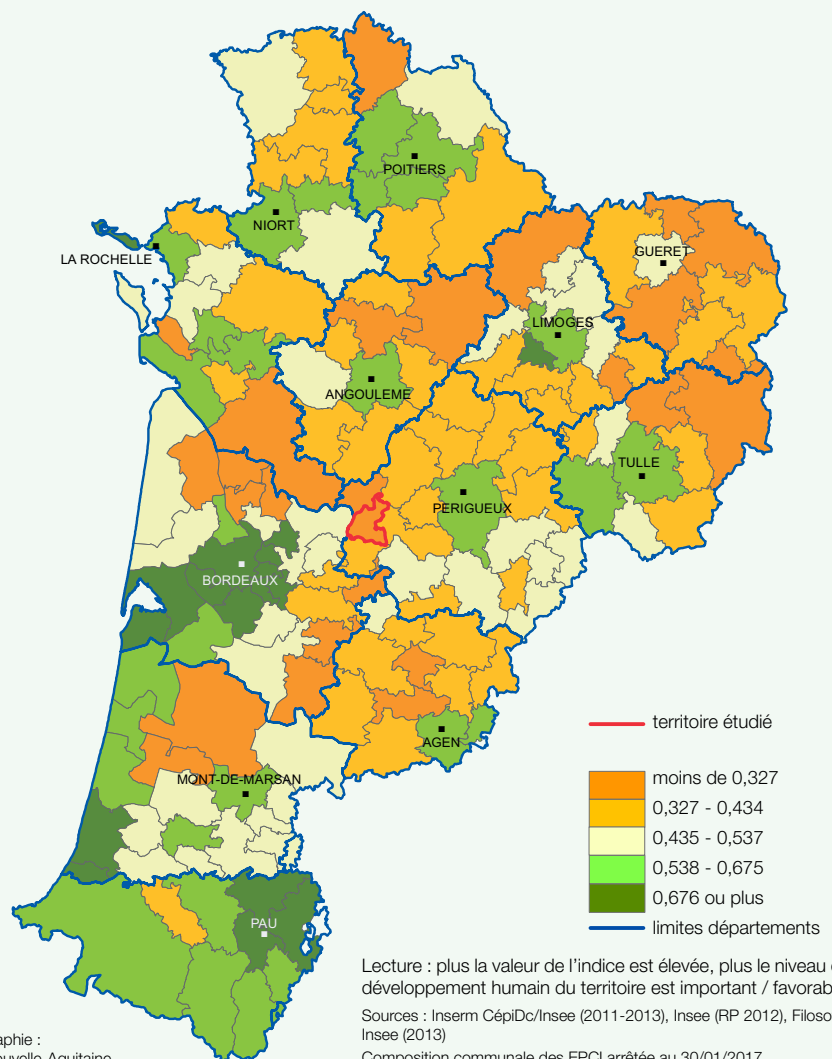 POITIERS
NIORT
LA ROCHELLE
GUERET
LIMOGES
ANGOULEME
TULLE
PERIGUEUX
BORDEAUX
AGEN
MONT-DE-MARSAN
PAU
territoire étudié
moins de 0,327
0,327 - 0,434
0,435 - 0,537
0,538 - 0,675
0,676 ou plus
limites départements
Lecture : plus la valeur de l'indice est élevée, plus le niveau
développement humain du territoire est important / favorab
Sources : Inserm CépiDc/Insee (2011-2013), Insee (RP 2012), Filoso
Insee (2013)
Composition communale des EPCI arrêtée au 30/01/2017
aphie :
uvelle-Aquitaine